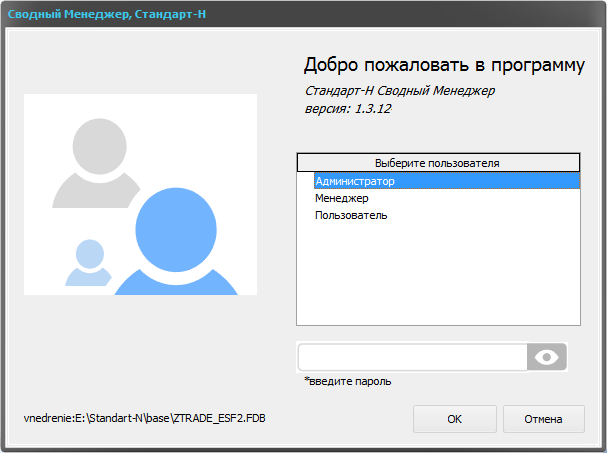 Сводный Менеджер, Стандарт-Н
Добро пожаловать в программу
Стандарт-Н Сводный Менеджер
версия: 1.3.12
Выберите пользователя
Администратор
Менеджер
Пользователь
*введите пароль
vnedrenie:E:\Standart-N\base\ZTRADE_ESF2.FDB
OK
Отмена